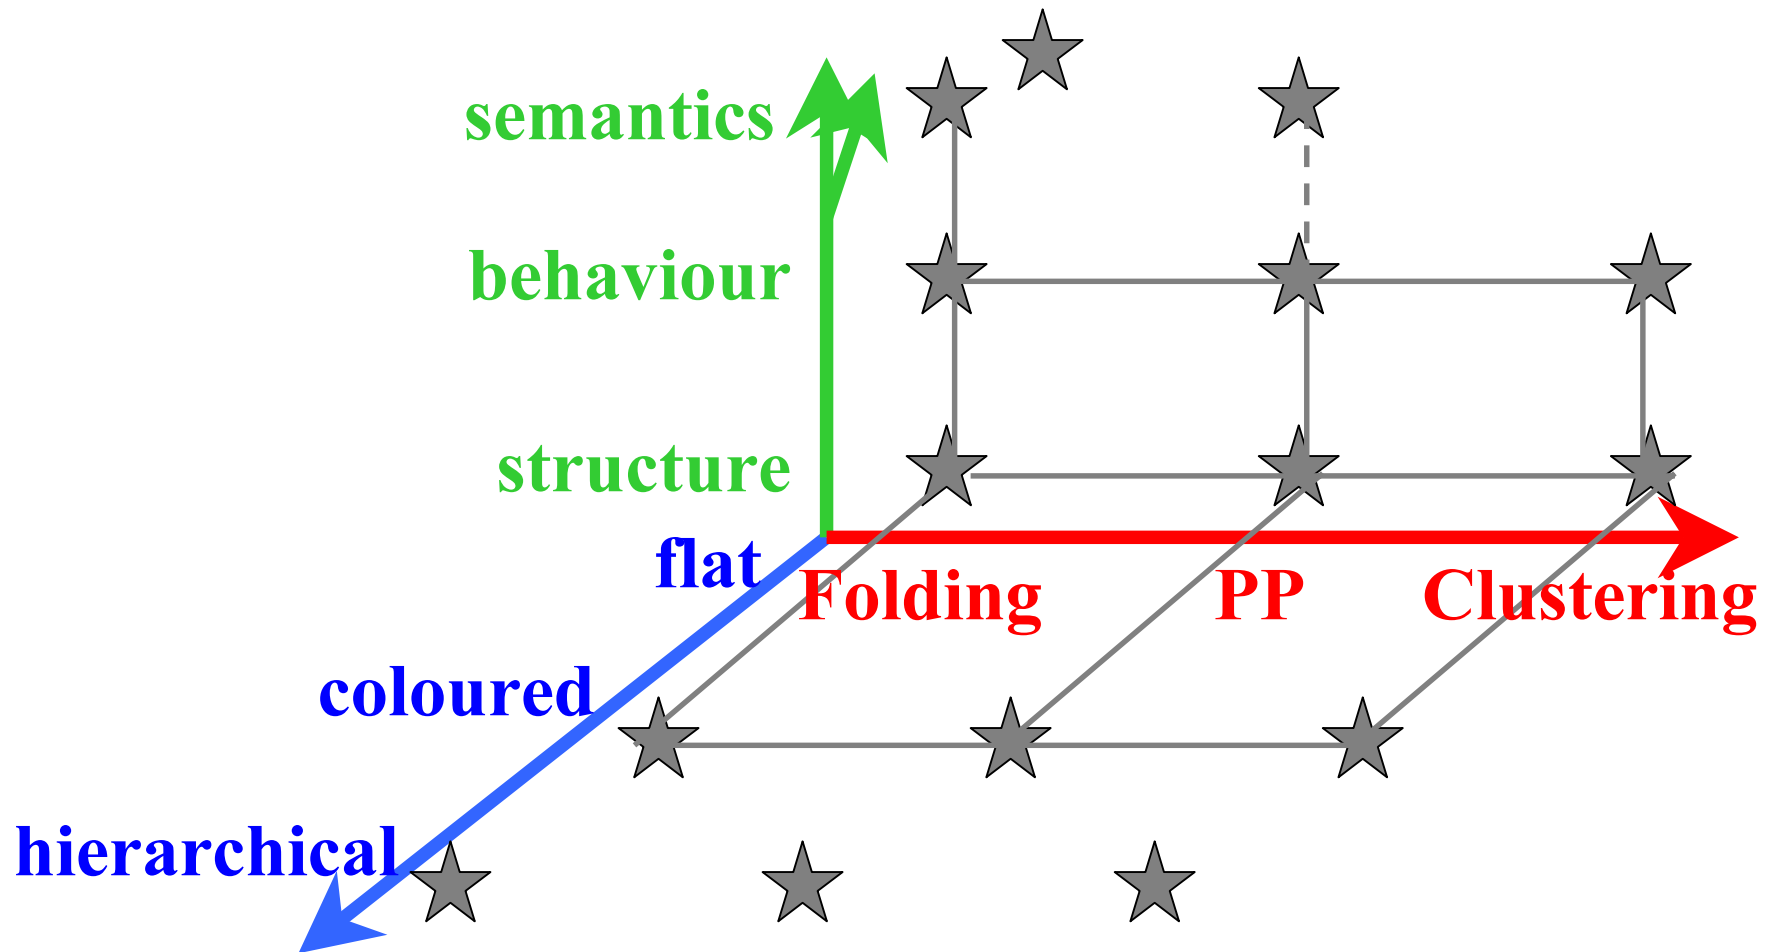 semantics
behaviour
structure
flat
Folding PP Clustering
coloured
hierarchical